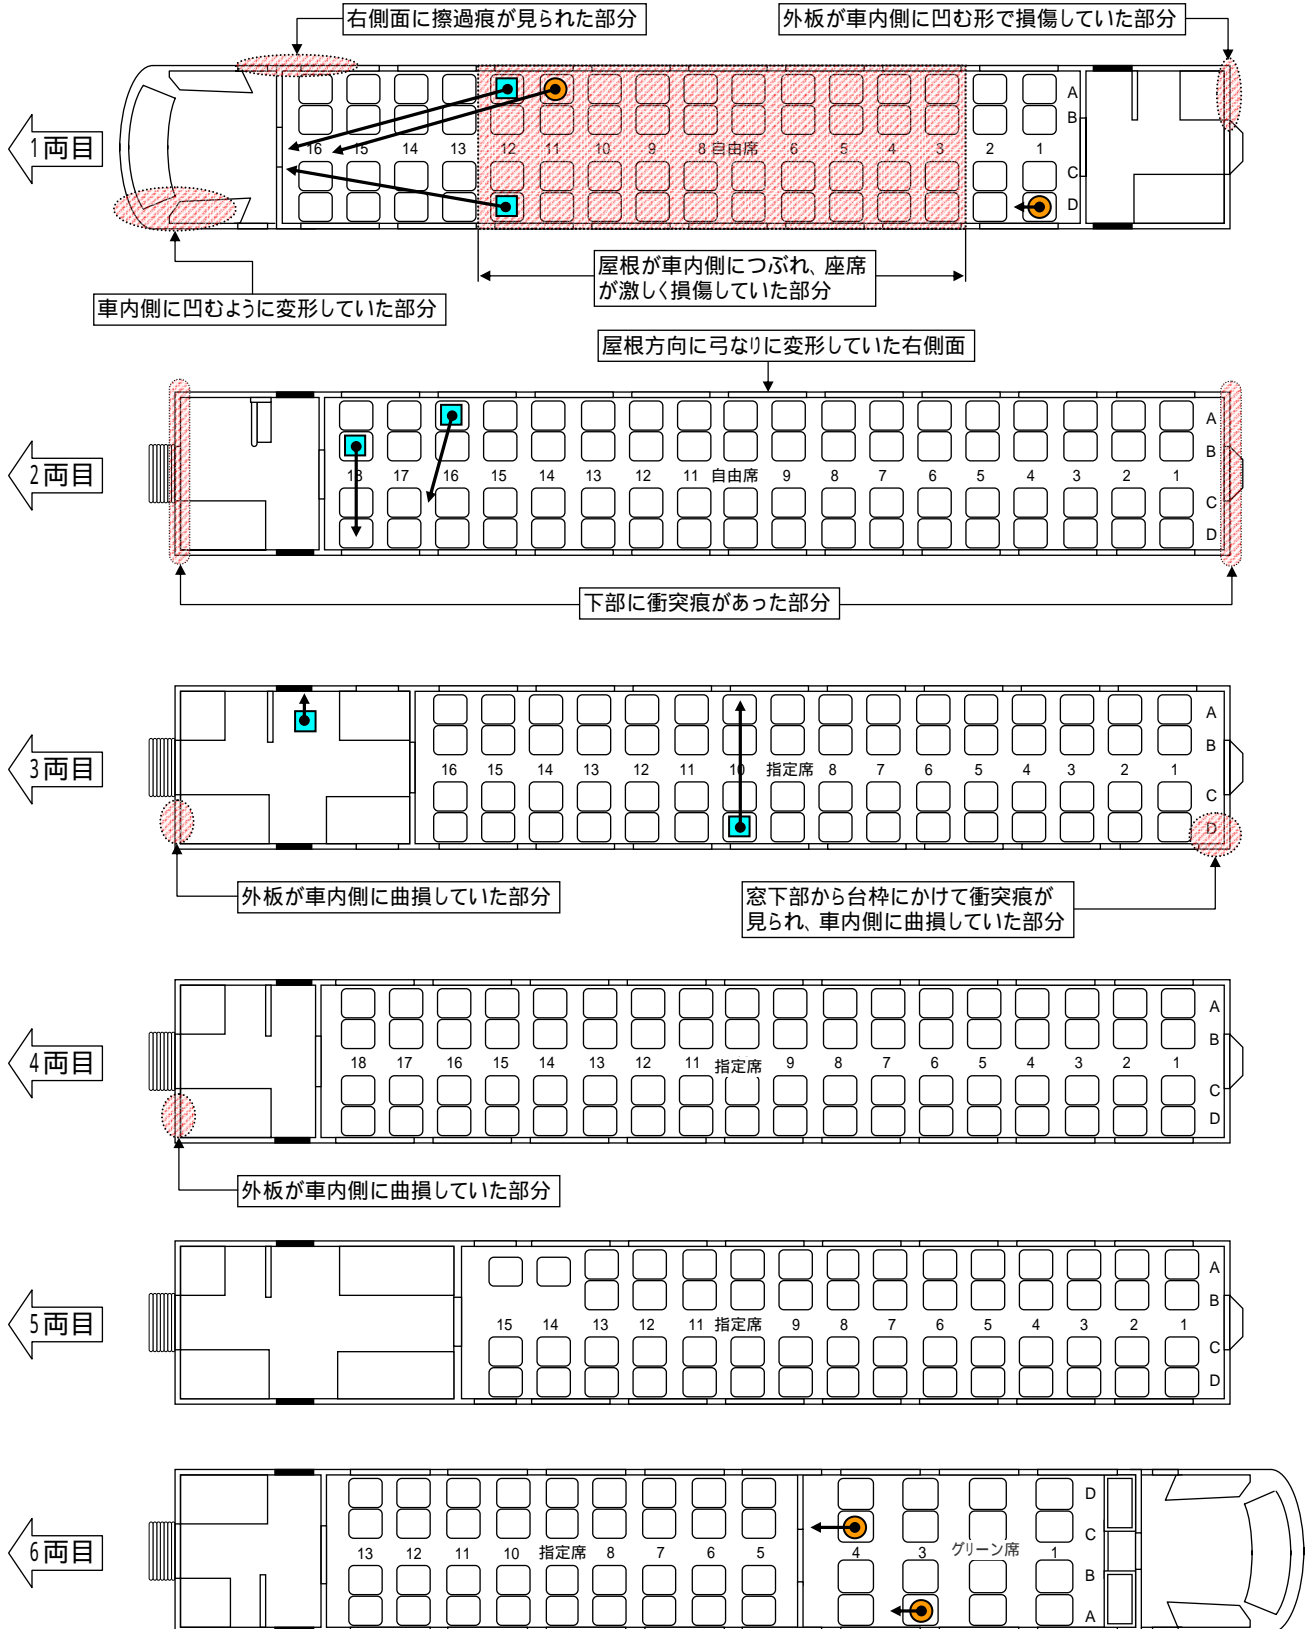 右側面に擦過痕が見られた部分
外板が車内側に凹む形で損傷していた部分
1両目
A
B
16 15 14 13 12 11 10 9 8 自由席 6 5 4 3 2 1
C
D
屋根が車内側につぶれ、座席
が激しく損傷していた部分
車内側に凹むように変形していた部分
屋根方向に弓なりに変形していた右側面
2両目
A
B
18 17 16 15 14 13 12 11 自由席 9 8 7 6 5 4 3 2 1
C
D
下部に衝突痕があった部分
3両目
A
B
16 15 14 13 12 11 10 指定席 8 7 6 5 4 3 2 1
C
D
外板が車内側に曲損していた部分
窓下部から台枠にかけて衝突痕が
見られ、車内側に曲損していた部分
4両目
A
B
18 17 16 15 14 13 12 11 指定席 9 8 7 6 5 4 3 2 1
C
D
外板が車内側に曲損していた部分
5両目
A
B
15 14 13 12 11 指定席 9 8 7 6 5 4 3 2 1
C
D
6両目
D
C
13 12 11 10 指定席 8 7 6 5 4 3 グリーン席 1
B
A